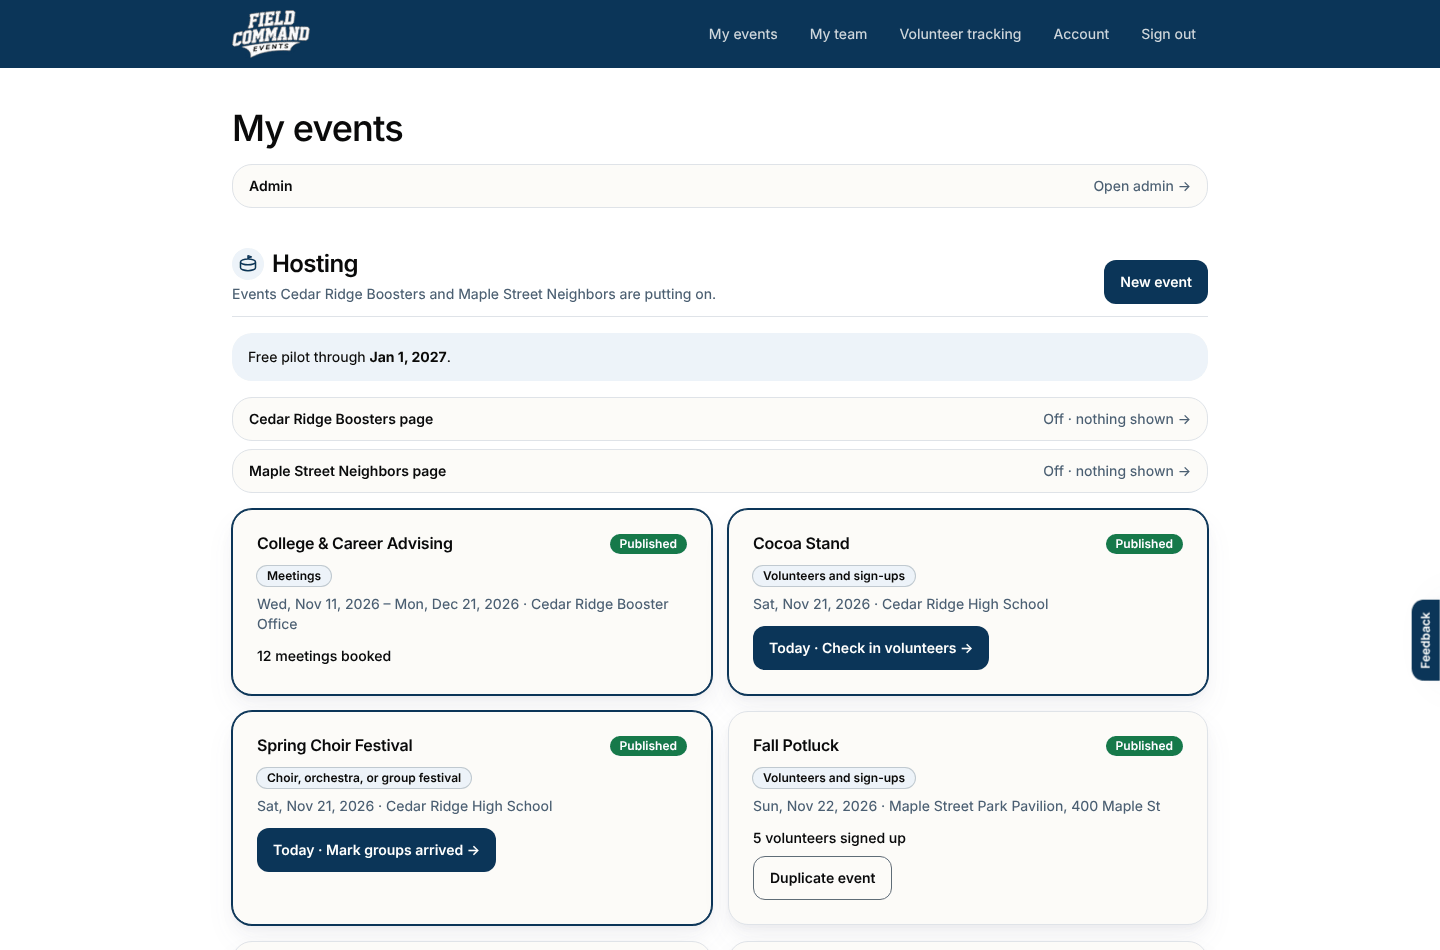 FIELD
COMMAND
EVENTS
My events
My team
Volunteer tracking
Account
Sign out
My events
Admin
Open admin →
Hosting
Events Cedar Ridge Boosters and Maple Street Neighbors are putting on.
New event
Free pilot through Jan 1, 2027.
Cedar Ridge Boosters page
Off · nothing shown →
Maple Street Neighbors page
Off · nothing shown →
College & Career Advising
Published
Meetings
Wed, Nov 11, 2026 – Mon, Dec 21, 2026 · Cedar Ridge Booster
Office
12 meetings booked
Cocoa Stand
Published
Volunteers and sign-ups
Sat, Nov 21, 2026 · Cedar Ridge High School
Today · Check in volunteers →
Spring Choir Festival
Published
Choir, orchestra, or group festival
Sat, Nov 21, 2026 · Cedar Ridge High School
Today · Mark groups arrived →
Fall Potluck
Published
Volunteers and sign-ups
Sun, Nov 22, 2026 · Maple Street Park Pavilion, 400 Maple St
5 volunteers signed up
Duplicate event
Feedback